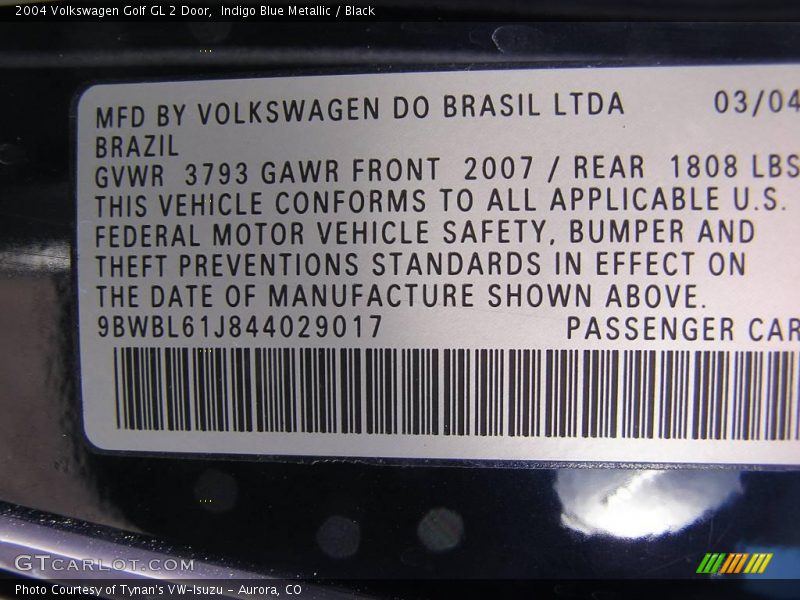 2004 Volkswagen Golf GL 2 Door,  Indigo Blue Metallic / Black
MFD BY VOLKSWAGEN DO BRASIL LTDA 03/04
BRAZIL
GVWR 3793 GAWR FRONT 2007 / REAR 1808 LBS
THIS VEHICLE CONFORMS TO ALL APPLICABLE U.S.
FEDERAL MOTOR VEHICLE SAFETY, BUMPER AND
THEFT PREVENTIONS STANDARDS IN EFFECT ON
THE DATE OF MANUFACTURE SHOWN ABOVE.
9BWBL61J844029017 PASSENGER CAR
GTCARLOT.COM
Photo Courtesy of Tynan's VW-Isuzu - Aurora, CO